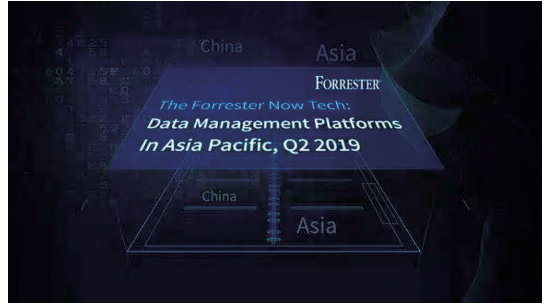 China
Asia
FORRESTER
The Forrester Now Tech:
Data Management Platforms
In Asia Pacific, Q2 2019
China
Asia